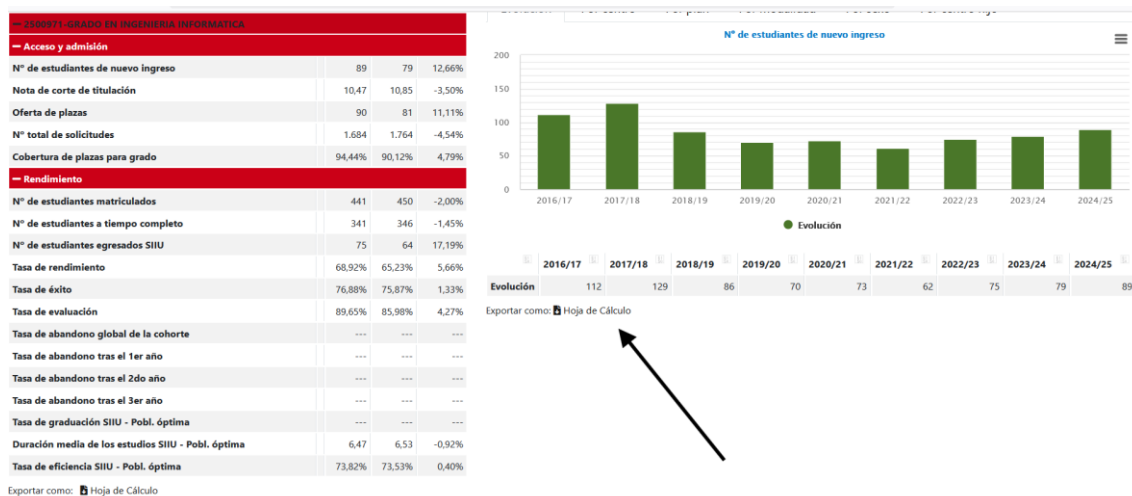 2500971-GRADO EN INGENIERIA INFORMATICA
Acceso y admisión
Nº de estudiantes de nuevo ingreso 89 79 12,66%
Nota de corte de titulación 10,47 10,85 -3,50%
Oferta de plazas 90 81 11,11%
Nº total de solicitudes 1.684 1.764 -4,54%
Cobertura de plazas para grado 94,44% 90,12% 4,79%
Rendimiento
Nº de estudiantes matriculados 441 450 -2,00%
Nº de estudiantes a tiempo completo 341 346 -1,45%
Nº de estudiantes egresados SIIU 75 64 17,19%
Tasa de rendimiento 68,92% 65,23% 5,66%
Tasa de éxito 76,88% 75,87% 1,33%
Tasa de evaluación 89,65% 85,98% 4,27%
Tasa de abandono global de la cohorte --- --- ---
Tasa de abandono tras el 1er año --- --- ---
Tasa de abandono tras el 2do año --- --- ---
Tasa de abandono tras el 3er año --- --- ---
Tasa de graduación SIIU - Pobl. óptima --- --- ---
Duración media de los estudios SIIU - Pobl. óptima 6,47 6,53 -0,92%
Tasa de eficiencia SIIU - Pobl. óptima 73,82% 73,53% 0,40%
Exportar como: Hoja de Cálculo
Nº de estudiantes de nuevo ingreso
200
150
100
50
0
2016/17 2017/18 2018/19 2019/20 2020/21 2021/22 2022/23 2023/24 2024/25
Evolución
2016/17 2017/18 2018/19 2019/20 2020/21 2021/22 2022/23 2023/24 2024/25
Evolución 112 129 86 70 73 62 75 79 89
Exportar como: Hoja de Cálculo